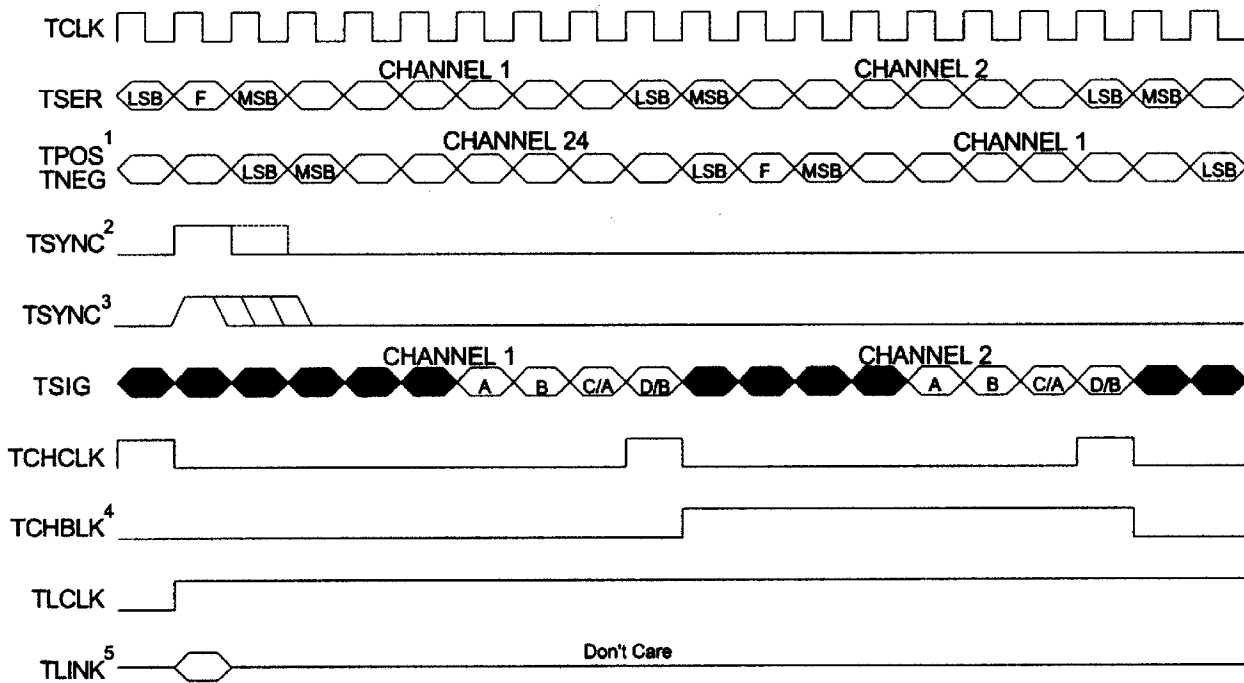 TCLK
CHANNEL 1 CHANNEL 2
TSER LSB F MSB LSB MSB LSB MSB
CHANNEL 24 CHANNEL 1
TPOS1
TNEG LSB MSB LSB F MSB LSB
TSYNC2
TSYNC3
CHANNEL 1 CHANNEL 2
TSIG A B C/A D/B A B C/A D/B
TCHCLK
TCHBLK4
TLCLK
Don't Care
TLINK5